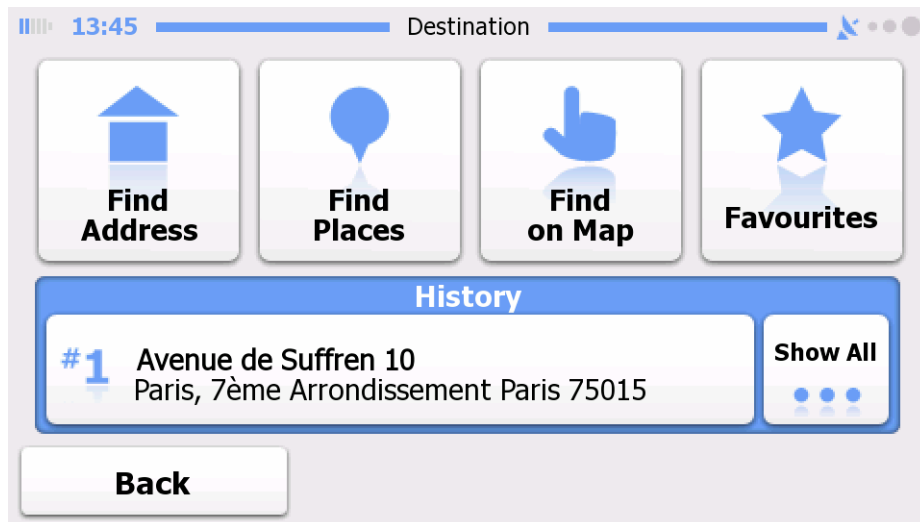 13:45 Destination
Find
Address
Find
Places
Find
on Map
Favourites
History
#1 Avenue de Suffren 10
Paris, 7ème Arrondissement Paris 75015
Show All
Back